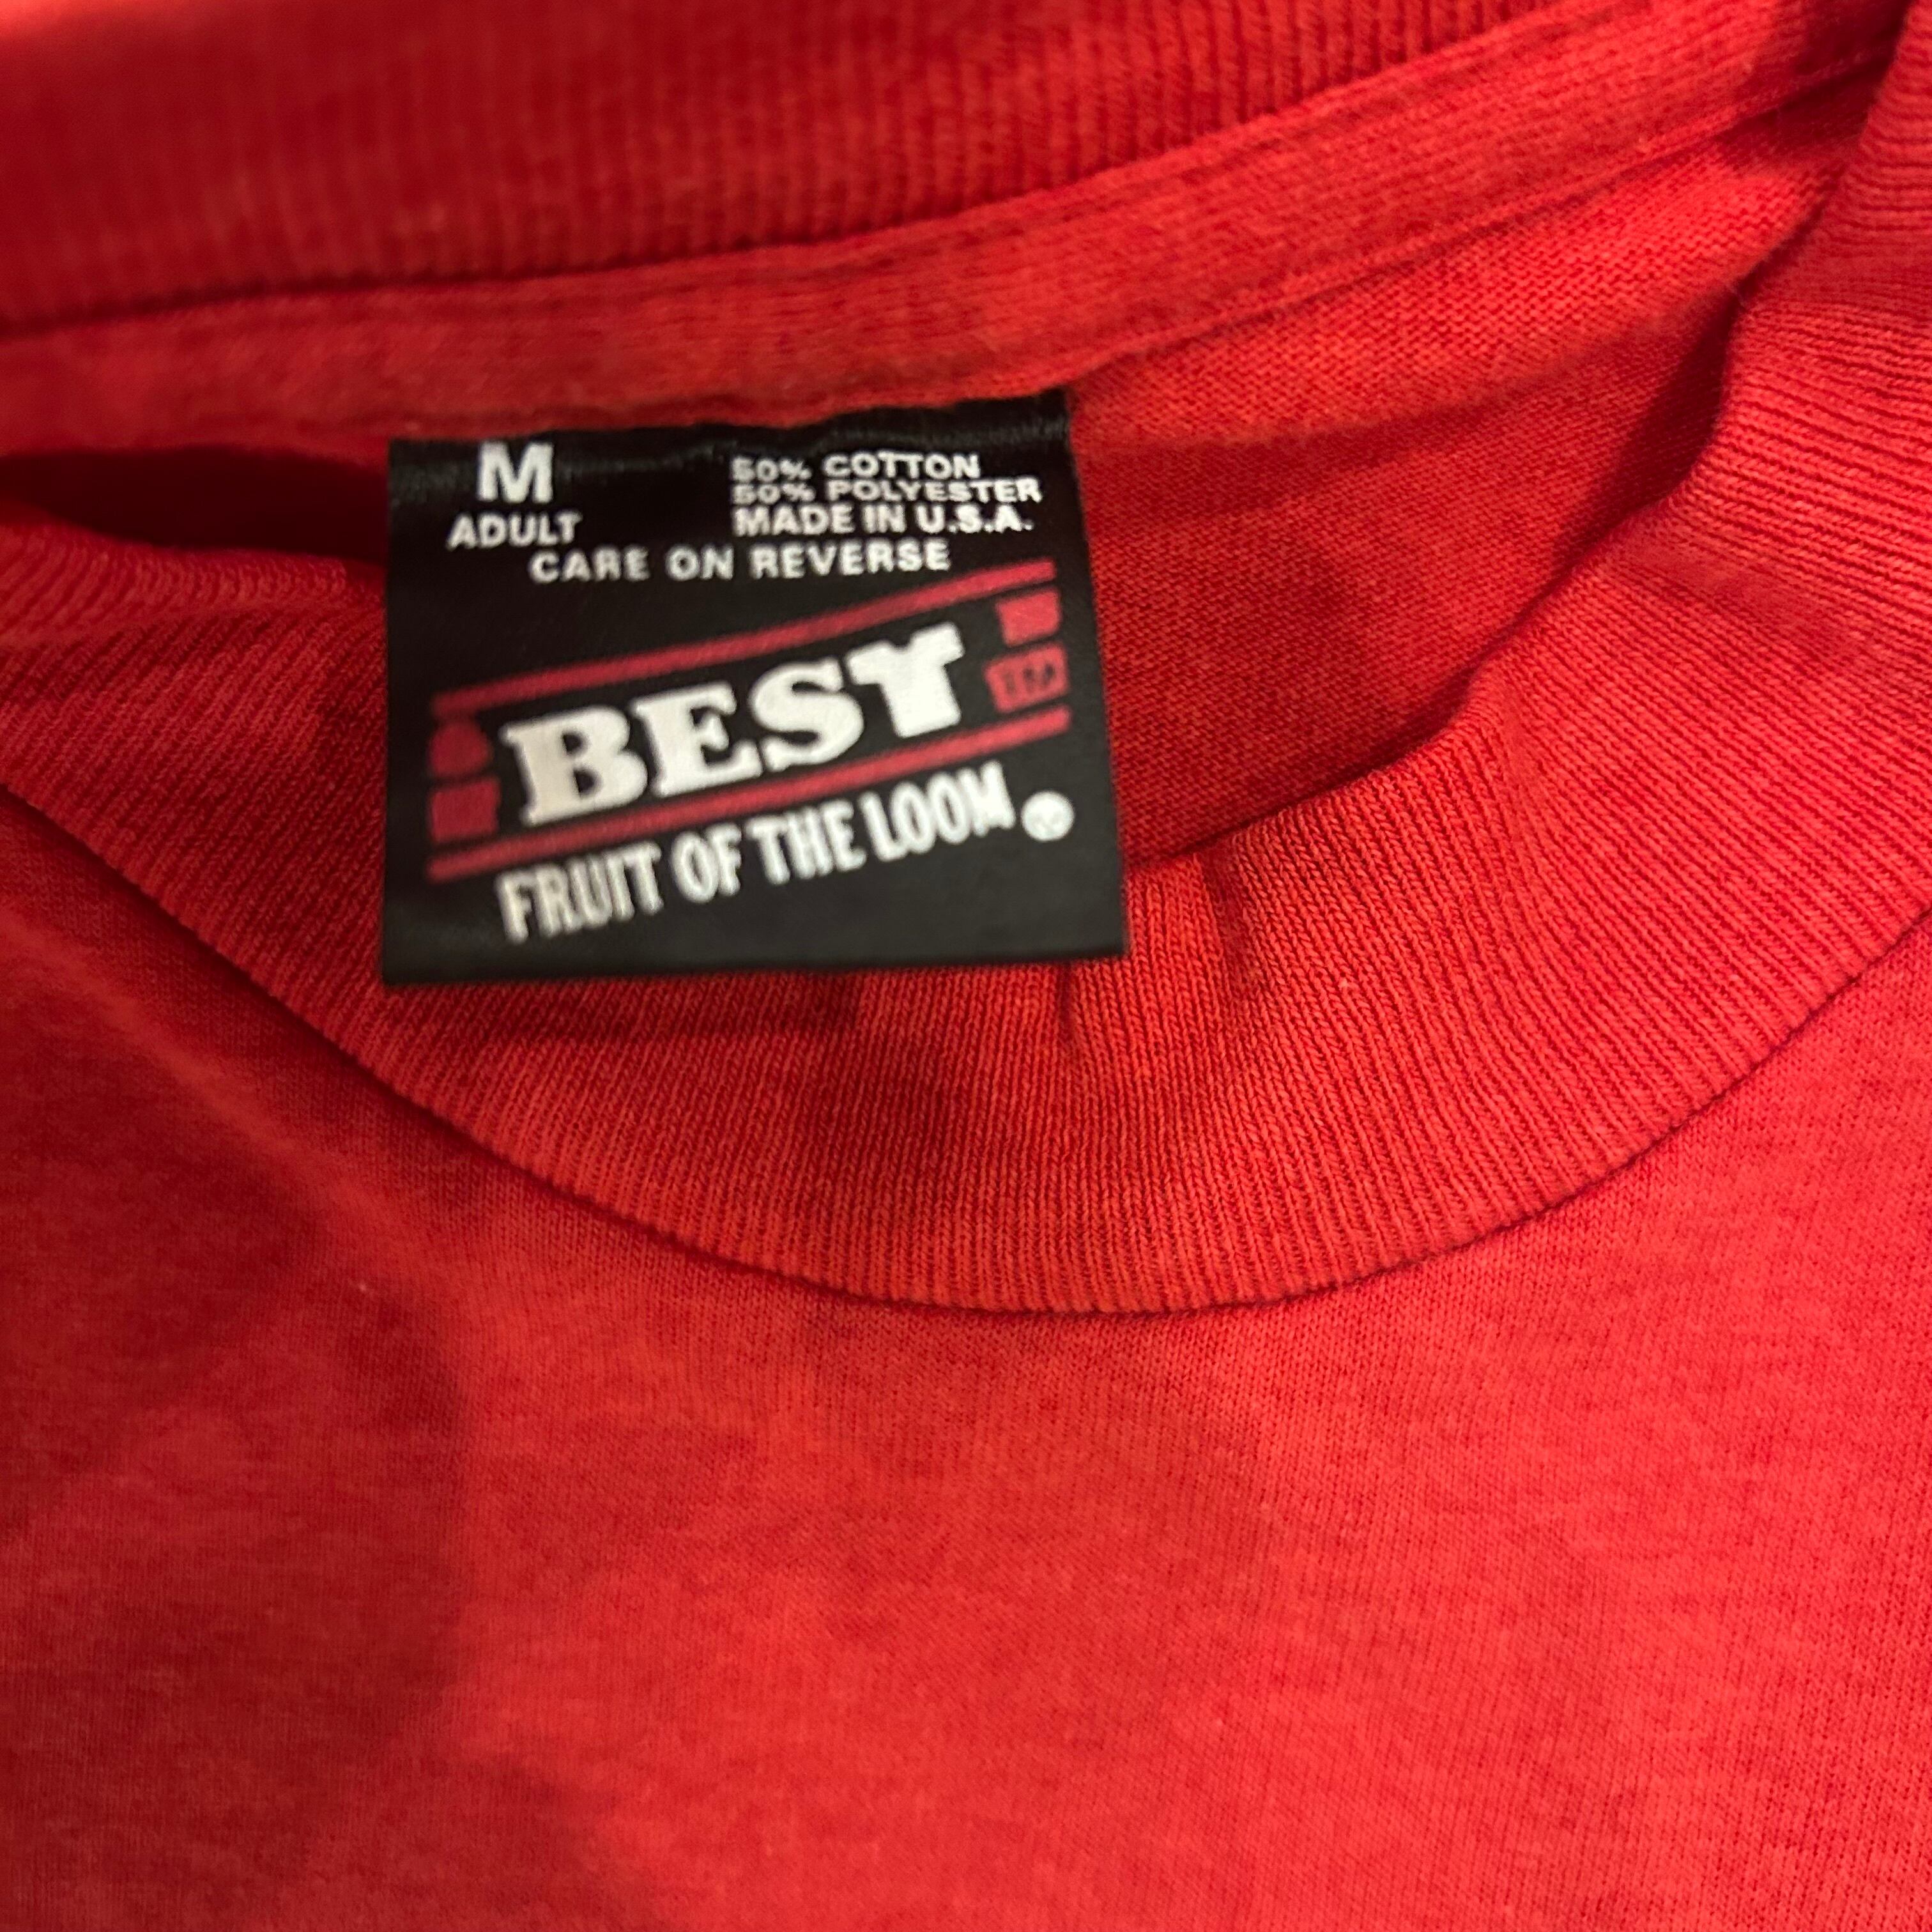 M
ADULT
50% COTTON
50% POLYESTER
MADE IN U.S.A.
CARE ON REVERSE
BEST
FRUIT OF THE LOOM